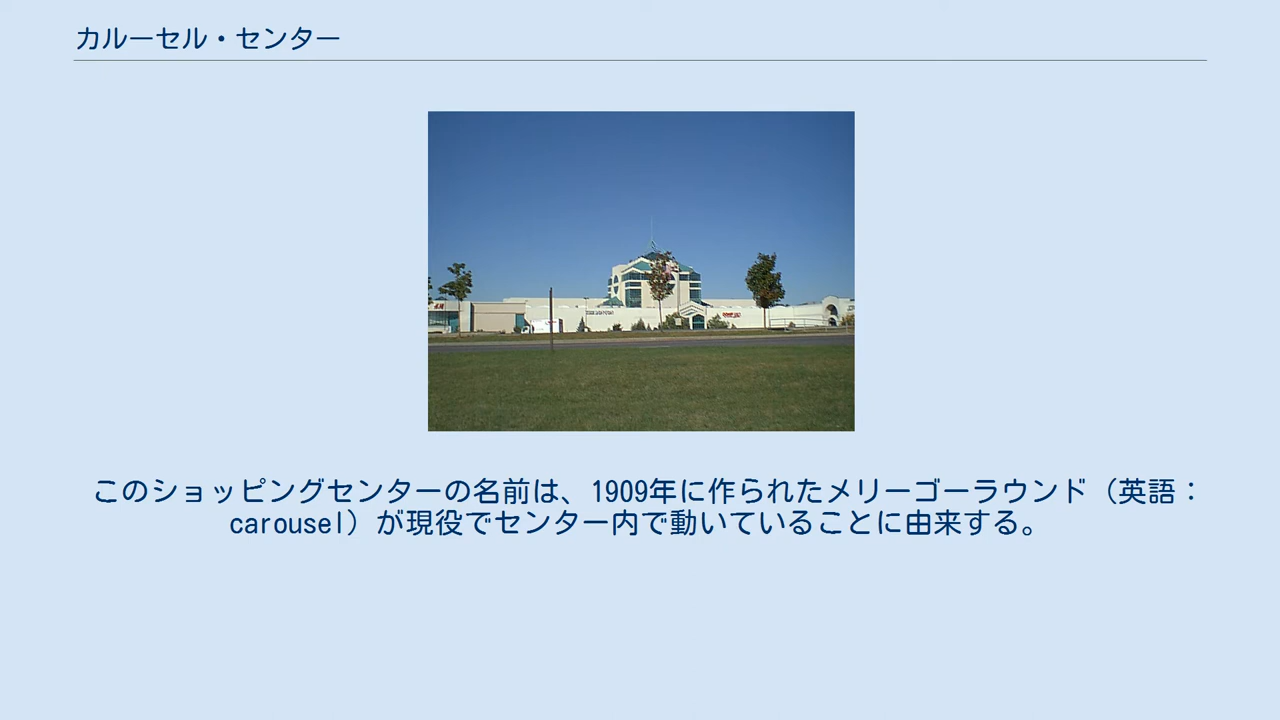 カルーセル・センター
このショッピングセンターの名前は、1909年に作られたメリーゴーラウンド（英語：
carousel）が現役でセンター内で動いていることに由来する。